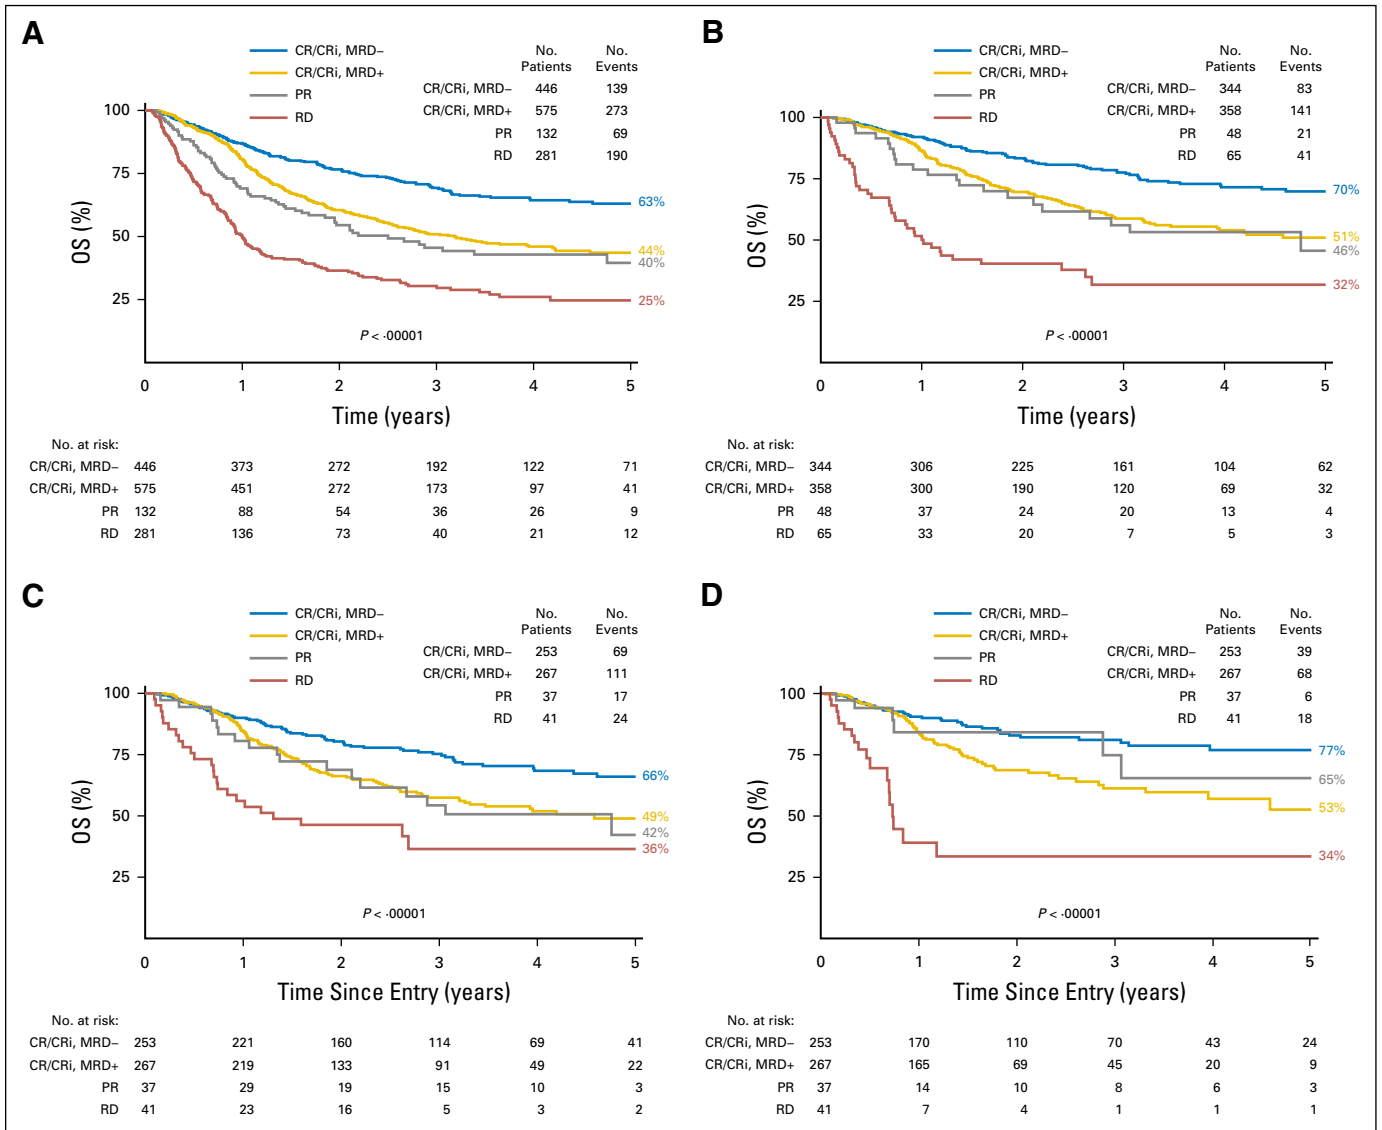 A
CR/CRi, MRD–
CR/CRi, MRD+
PR
RD
No. Patients No. Events
CR/CRi, MRD– 446 139
CR/CRi, MRD+ 575 273
PR 132 69
RD 281 190
OS (%)
100
75
50
25
63%
44%
40%
25%
P < ·00001
0 1 2 3 4 5
Time (years)
No. at risk:
CR/CRi, MRD– 446 373 272 192 122 71
CR/CRi, MRD+ 575 451 272 173 97 41
PR 132 88 54 36 26 9
RD 281 136 73 40 21 12
B
CR/CRi, MRD–
CR/CRi, MRD+
PR
RD
No. Patients No. Events
CR/CRi, MRD– 344 83
CR/CRi, MRD+ 358 141
PR 48 21
RD 65 41
OS (%)
100
75
50
25
70%
51%
46%
32%
P < ·00001
0 1 2 3 4 5
Time (years)
No. at risk:
CR/CRi, MRD– 344 306 225 161 104 62
CR/CRi, MRD+ 358 300 190 120 69 32
PR 48 37 24 20 13 4
RD 65 33 20 7 5 3
C
CR/CRi, MRD–
CR/CRi, MRD+
PR
RD
No. Patients No. Events
CR/CRi, MRD– 253 69
CR/CRi, MRD+ 267 111
PR 37 17
RD 41 24
OS (%)
100
75
50
25
66%
49%
42%
36%
P < ·00001
0 1 2 3 4 5
Time Since Entry (years)
No. at risk:
CR/CRi, MRD– 253 221 160 114 69 41
CR/CRi, MRD+ 267 219 133 91 49 22
PR 37 29 19 15 10 3
RD 41 23 16 5 3 2
D
CR/CRi, MRD–
CR/CRi, MRD+
PR
RD
No. Patients No. Events
CR/CRi, MRD– 253 39
CR/CRi, MRD+ 267 68
PR 37 6
RD 41 18
OS (%)
100
75
50
25
77%
65%
53%
34%
P < ·00001
0 1 2 3 4 5
Time Since Entry (years)
No. at risk:
CR/CRi, MRD– 253 170 110 70 43 24
CR/CRi, MRD+ 267 165 69 45 20 9
PR 37 14 10 8 6 3
RD 41 7 4 1 1 1